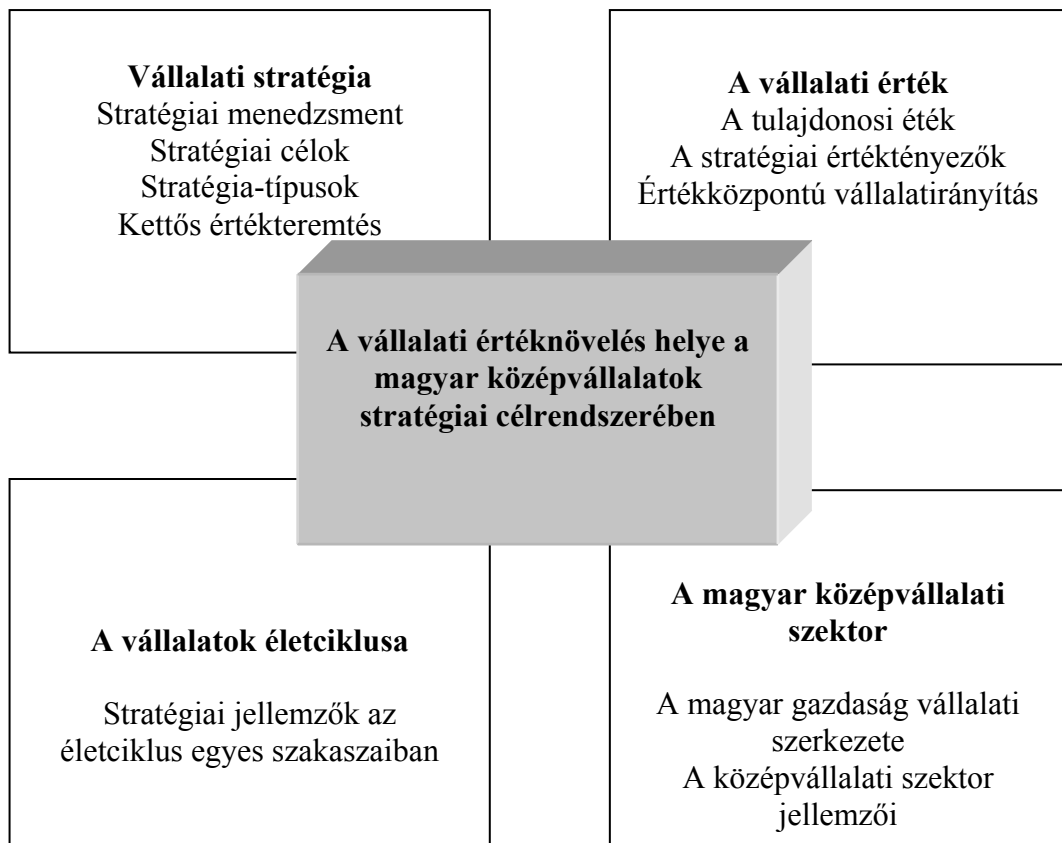 Vállalati stratégia
Stratégiai menedzsment
Stratégiai célok
Stratégia-típusok
Kettős értékteremtés
A vállalati érték
A tulajdonosi éték
A stratégiai értéktényezők
Értékközpontú vállalatirányítás
A vállalati értéknövelés helye a
magyar középvállalatok
stratégiai célrendszerében
A vállalatok életciklusa
Stratégiai jellemzők az
életciklus egyes szakaszaiban
A magyar középvállalati
szektor
A magyar gazdaság vállalati
szerkezete
A középvállalati szektor
jellemzői